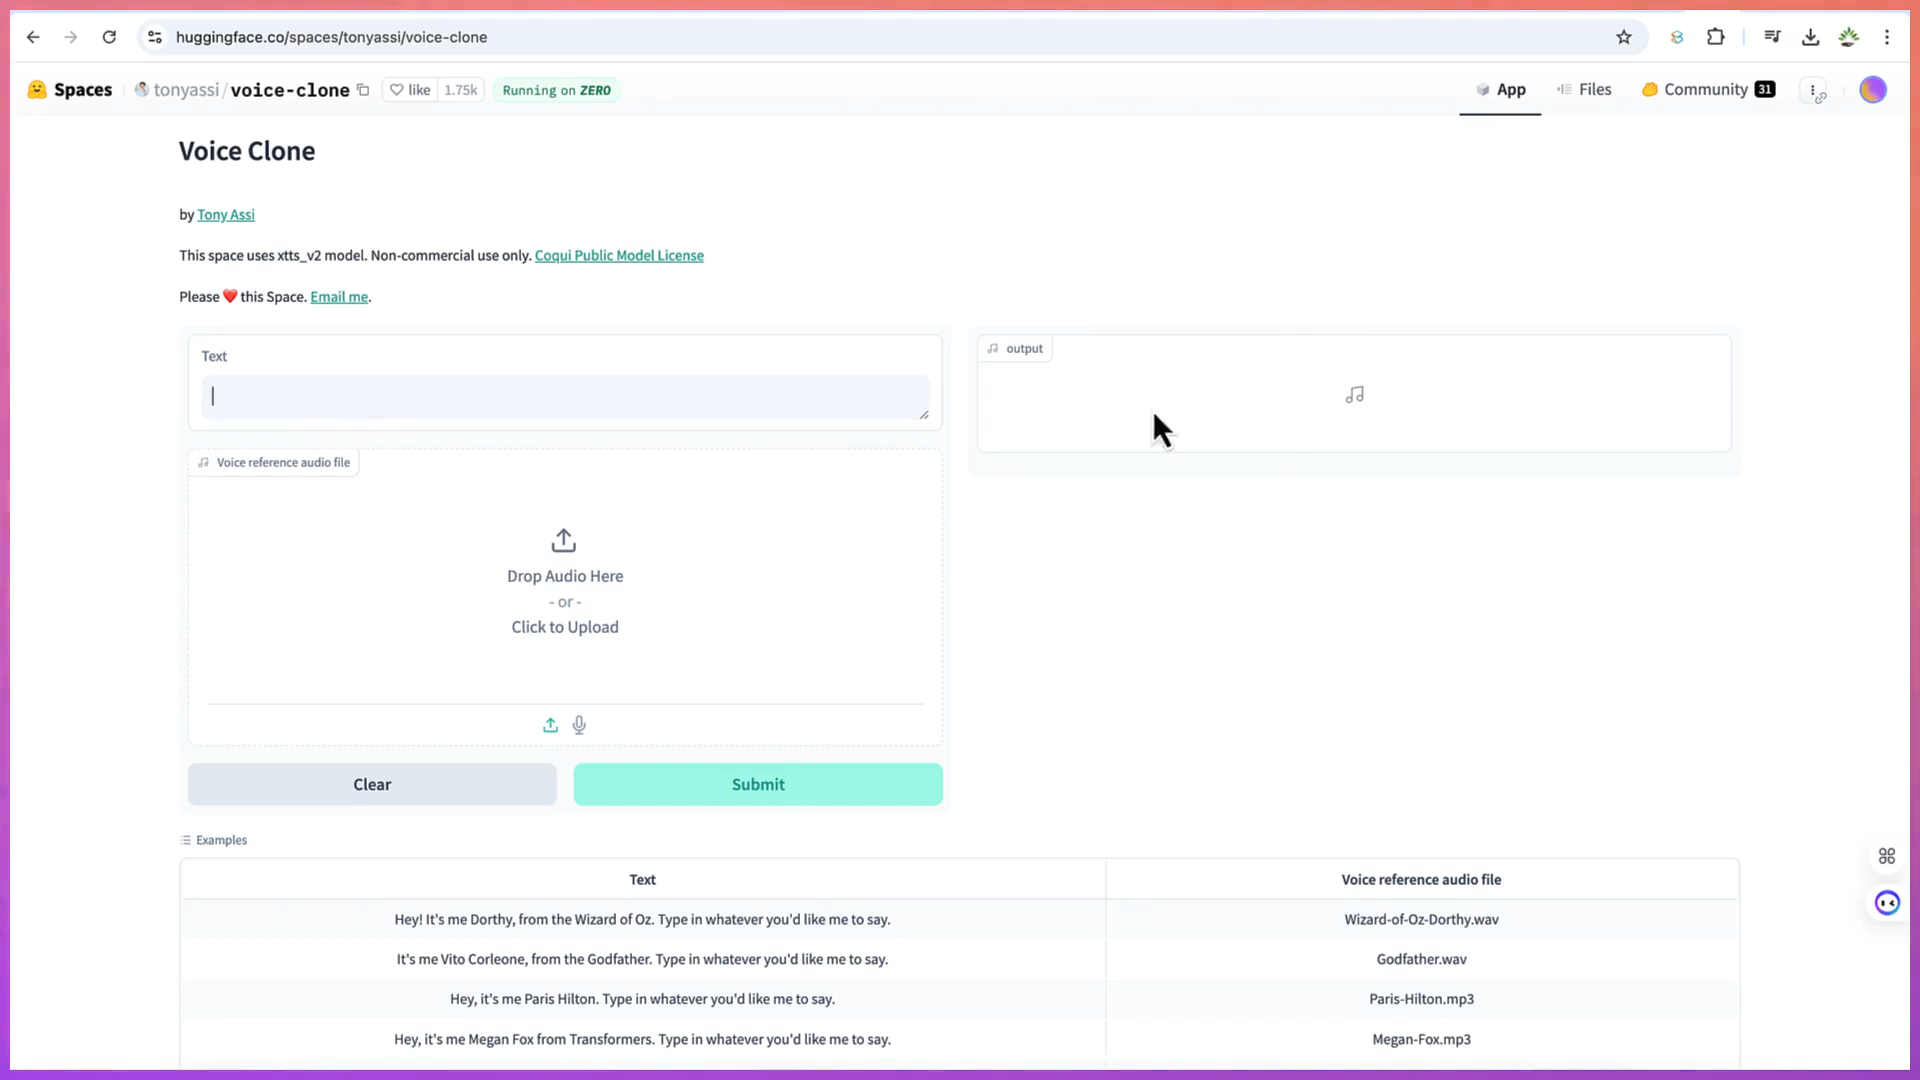 huggingface.co/spaces/tonyassi/voice-clone
Spaces tonyassi/voice-clone like 1.75k Running on ZERO App Files Community 31
Voice Clone
by Tony Assi
This space uses xtts_v2 model. Non-commercial use only. Coqui Public Model License
Please ❤️ this Space. Email me.
Text
output
Voice reference audio file
Drop Audio Here
- or -
Click to Upload
Clear Submit
Examples
Text Voice reference audio file
Hey! It's me Dorthy, from the Wizard of Oz. Type in whatever you'd like me to say. Wizard-of-Oz-Dorthy.wav
It's me Vito Corleone, from the Godfather. Type in whatever you'd like me to say. Godfather.wav
Hey, it's me Paris Hilton. Type in whatever you'd like me to say. Paris-Hilton.mp3
Hey, it's me Megan Fox from Transformers. Type in whatever you'd like me to say. Megan-Fox.mp3